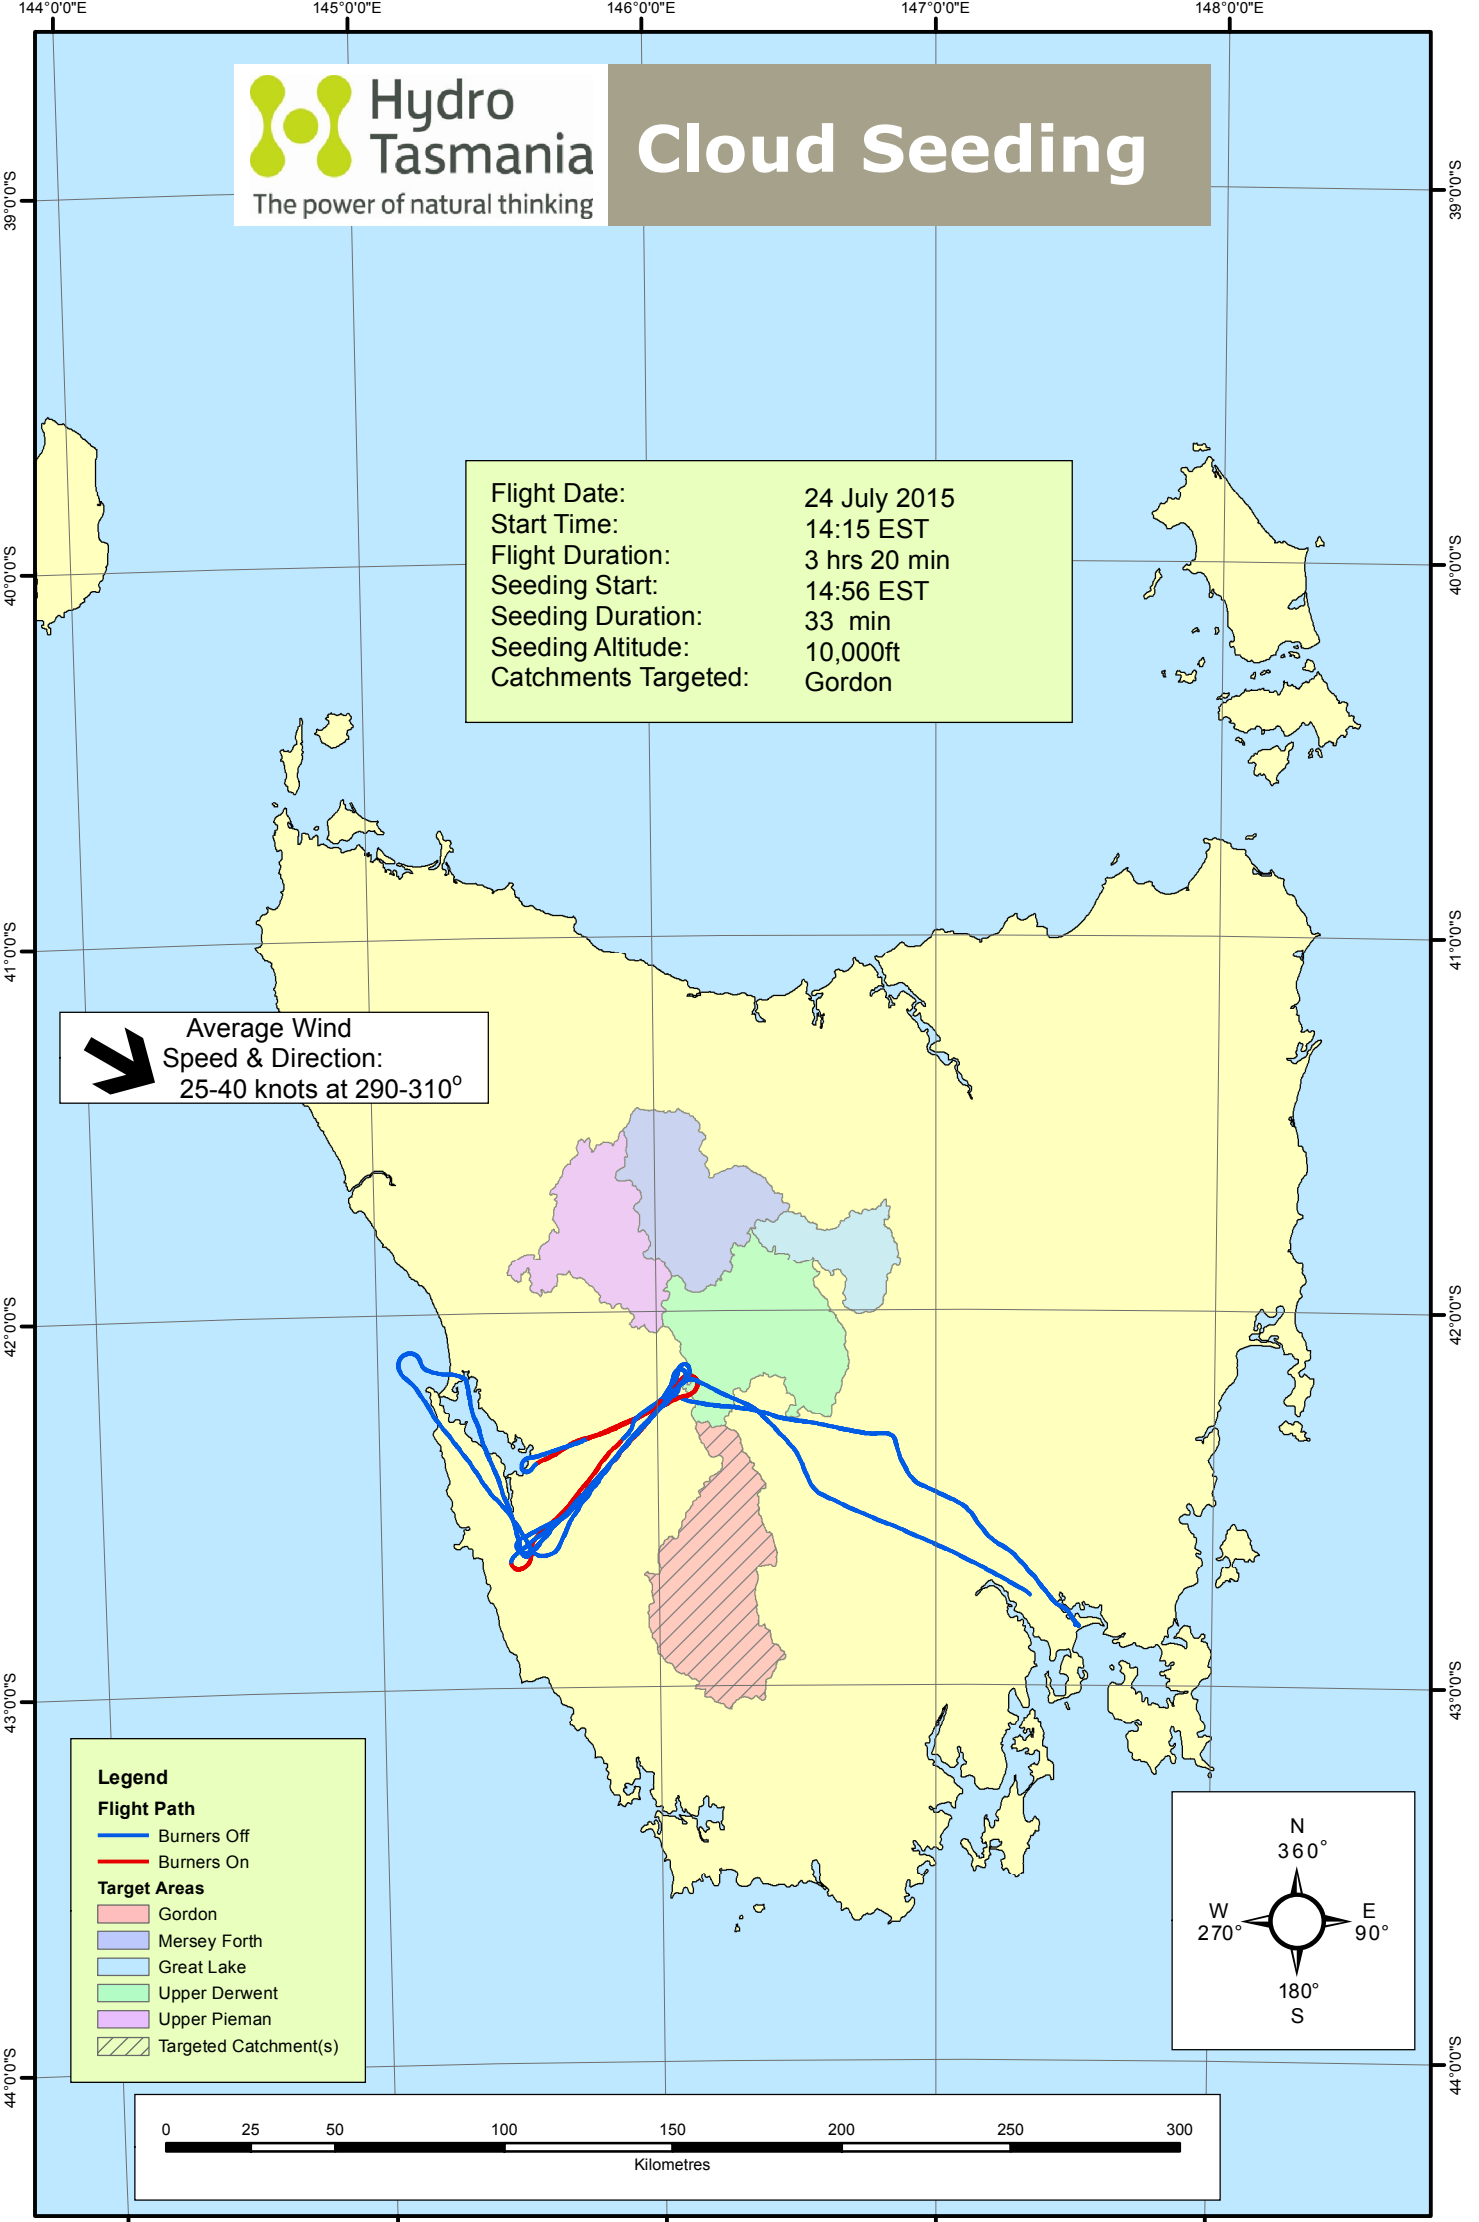 144°0'0"E 145°0'0"E 146°0'0"E 147°0'0"E 148°0'0"E
Hydro
Tasmania
The power of natural thinking
Cloud Seeding
39°0'0"S 39°0'0"S
Flight Date: 24 July 2015
Start Time: 14:15 EST
Flight Duration: 3 hrs 20 min
Seeding Start: 14:56 EST
Seeding Duration: 33 min
Seeding Altitude: 10,000ft
Catchments Targeted: Gordon
40°0'0"S 40°0'0"S
41°0'0"S 41°0'0"S
Average Wind
Speed & Direction:
25-40 knots at 290-310°
42°0'0"S 42°0'0"S
43°0'0"S 43°0'0"S
Legend
Flight Path
Burners Off
Burners On
Target Areas
Gordon
Mersey Forth
Great Lake
Upper Derwent
Upper Pieman
Targeted Catchment(s)
N
360°
W
270°
E
90°
180°
S
44°0'0"S 44°0'0"S
0 25 50 100 150 200 250 300
Kilometres